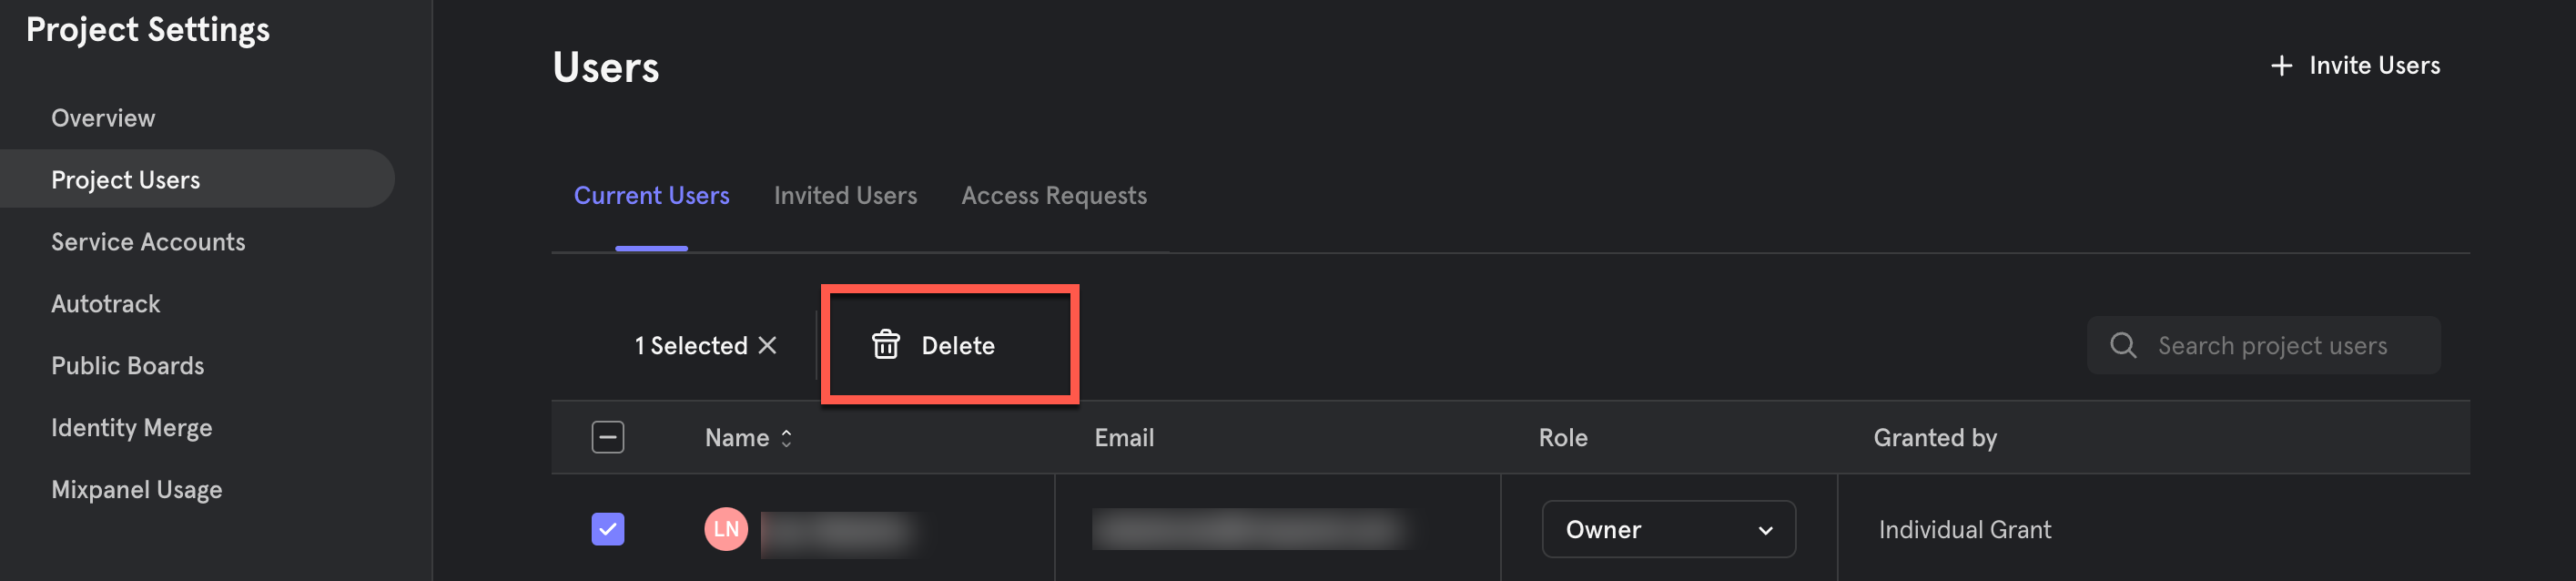 Project Settings
Overview
Project Users
Service Accounts
Autotrack
Public Boards
Identity Merge
Mixpanel Usage
Users
Invite Users
Current Users Invited Users Access Requests
1 Selected Delete
Search project users
Name Email Role Granted by
LN Owner Individual Grant